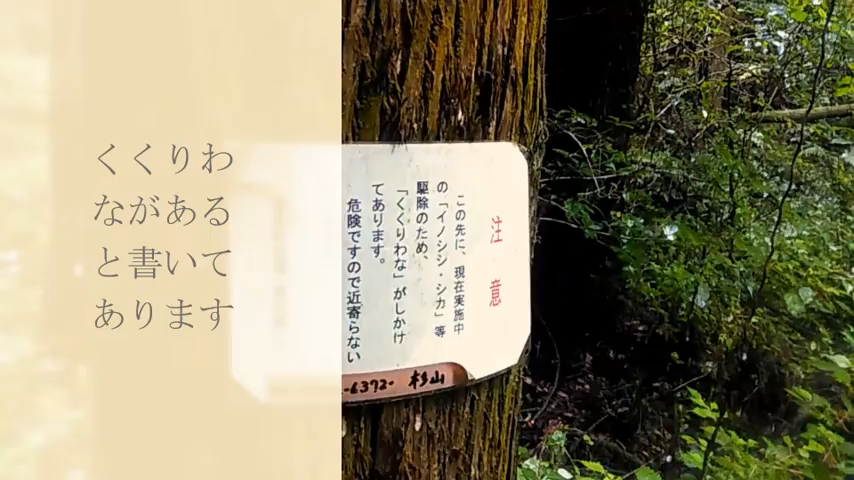 くくりわ
ながある
と書いて
あります
注意
この先に、現在実施中
の「イノシシ・シカ」等
駆除のため、
「くくりわな」がしかけ
てあります。
危険ですので近寄らない
-6372- 杉山